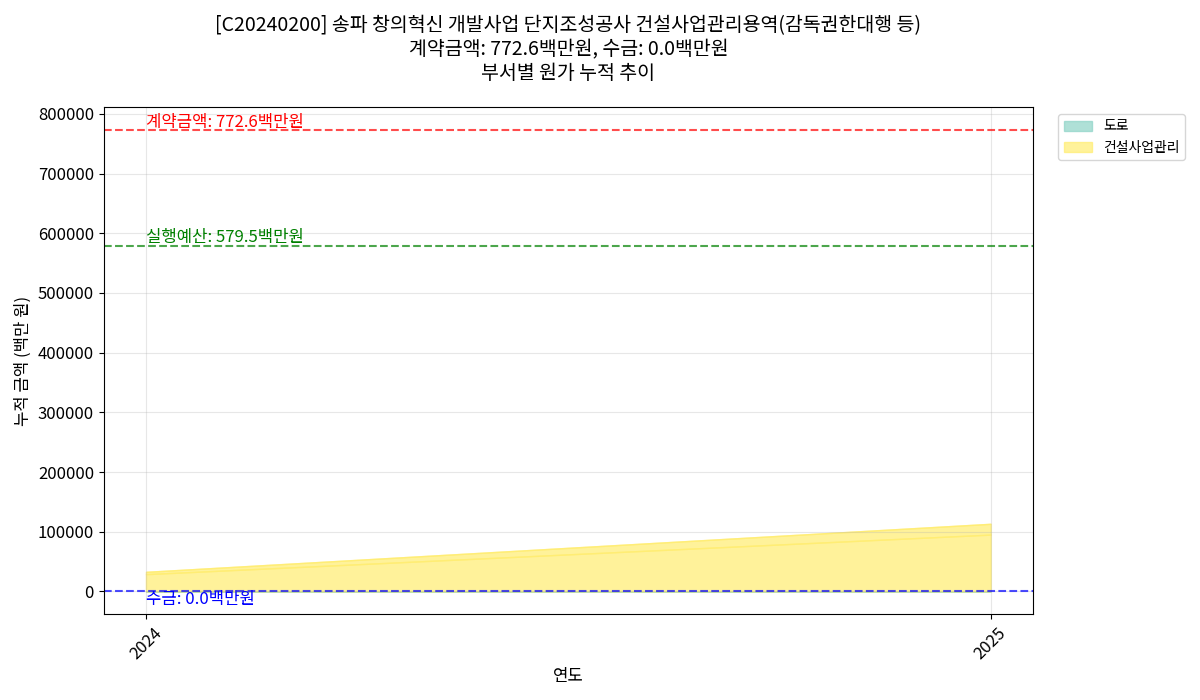 [C20240200] 송파 창의혁신 개발사업 단지조성공사 건설사업관리용역(감독권한대행 등)
계약금액: 772.6백만원, 수금: 0.0백만원
부서별 원가 누적 추이
800000
계약금액: 772.6백만원
도로
건설사업관리
700000
600000
실행예산: 579.5백만원
500000
400000
300000
200000
100000
0
수금: 0.0백만원
누적 금액 (백만 원)
2024
2025
연도